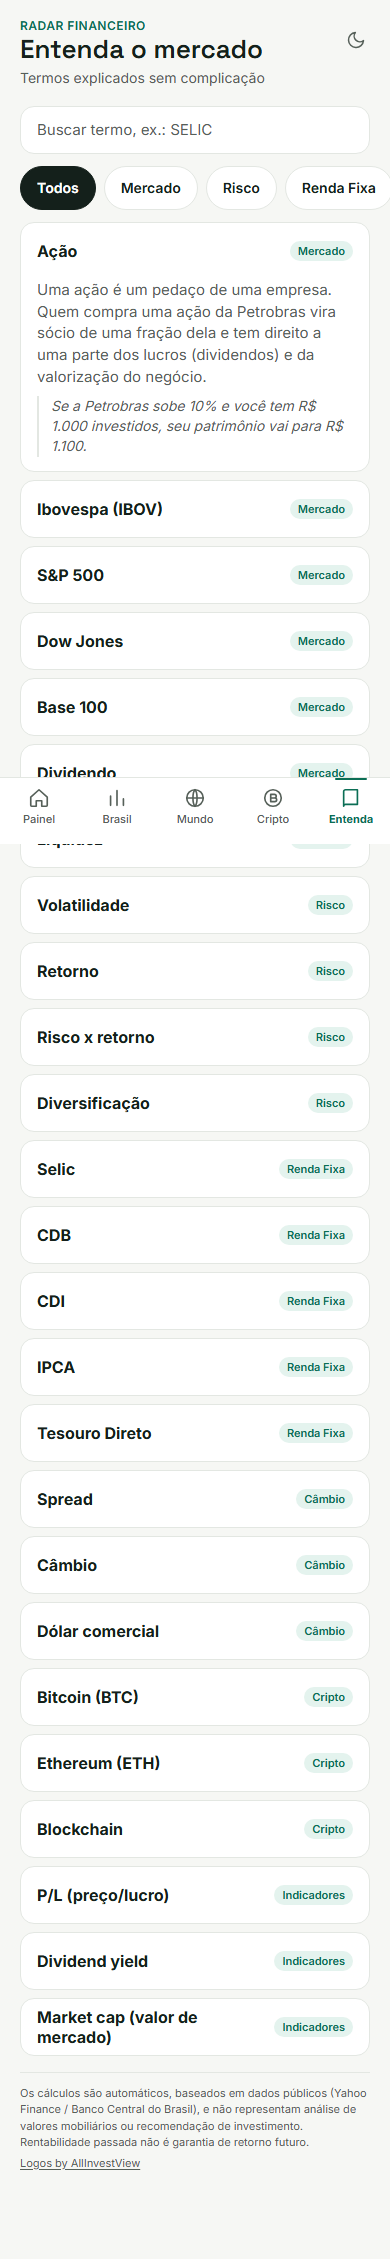 RADAR FINANCEIRO
Entenda o mercado
Termos explicados sem complicação
Buscar termo, ex.: SELIC
Todos
Mercado
Risco
Renda Fixa
Ação
Mercado
Uma ação é um pedaço de uma empresa.
Quem compra uma ação da Petrobras vira
sócio de uma fração dela e tem direito a
uma parte dos lucros (dividendos) e da
valorização do negócio.
Se a Petrobras sobe 10% e você tem R$
1.000 investidos, seu patrimônio vai para R$
1.100.
Ibovespa (IBOV)
Mercado
S&P 500
Mercado
Dow Jones
Mercado
Base 100
Mercado
Dividendo
Mercado
Painel
Brasil
Mundo
Cripto
Entenda
Volatilidade
Risco
Retorno
Risco
Risco x retorno
Risco
Diversificação
Risco
Selic
Renda Fixa
CDB
Renda Fixa
CDI
Renda Fixa
IPCA
Renda Fixa
Tesouro Direto
Renda Fixa
Spread
Câmbio
Câmbio
Câmbio
Dólar comercial
Câmbio
Bitcoin (BTC)
Cripto
Ethereum (ETH)
Cripto
Blockchain
Cripto
P/L (preço/lucro)
Indicadores
Dividend yield
Indicadores
Market cap (valor de
mercado)
Indicadores
Os cálculos são automáticos, baseados em dados públicos (Yahoo
Finance / Banco Central do Brasil), e não representam análise de
valores mobiliários ou recomendação de investimento.
Rentabilidade passada não é garantia de retorno futuro.
Logos by AllInvestView